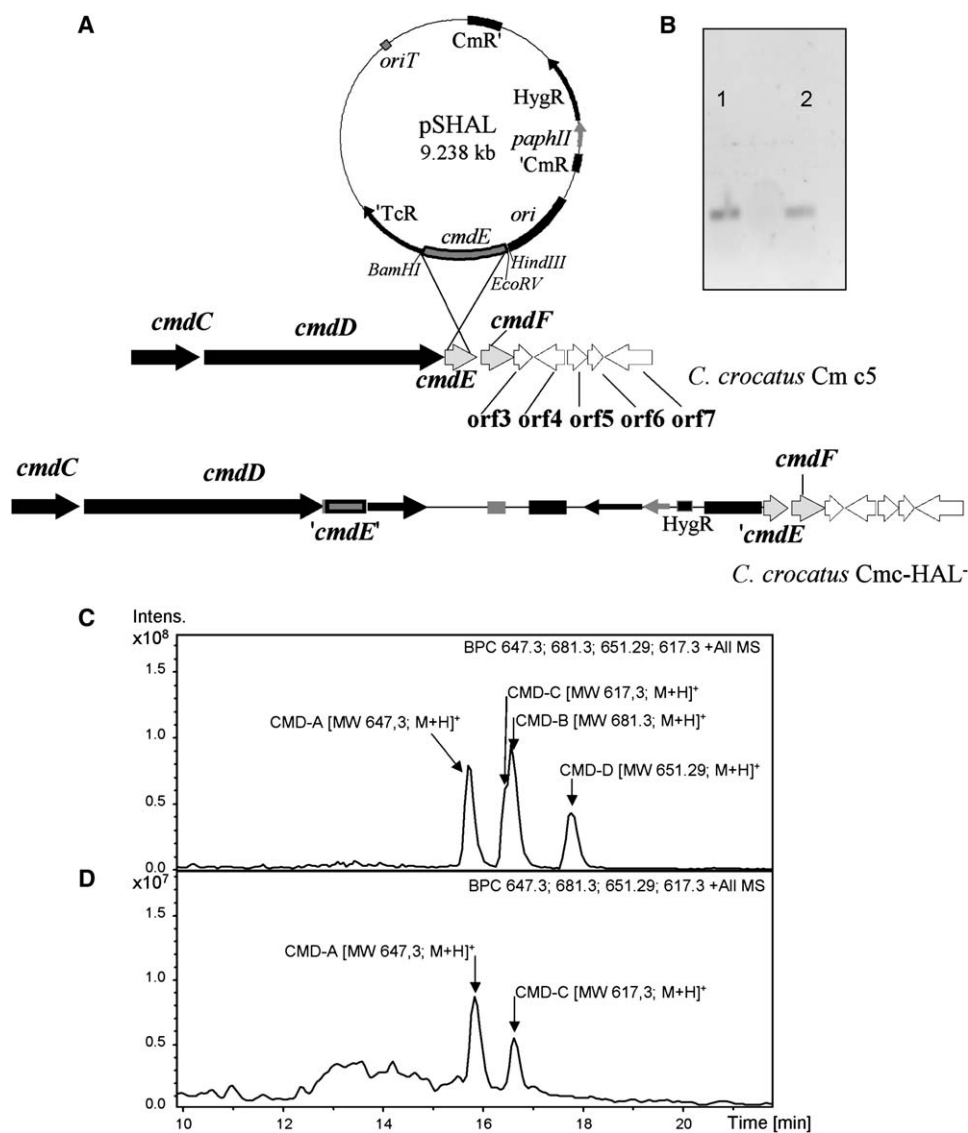 A
B
CmR'
oriT
HygR
pSHAL
9.238 kb
paphII
'CmR
'TcR
ori
cmdE
BamHI
HindIII
EcoRV
1
2
cmdC
cmdD
cmdF
cmdE
C. crocatus Cm c5
orf3 orf4 orf5 orf6 orf7
cmdC
cmdD
cmdF
'cmdE'
HygR
'cmdE
C. crocatus Cmc-HAL-
C
Intens.
x108
BPC 647.3; 681.3; 651.29; 617.3 +All MS
1.5
CMD-C [MW 617,3; M+H]+
CMD-A [MW 647,3; M+H]+
CMD-B [MW 681.3; M+H]+
1.0
CMD-D [MW 651.29; M+H]+
0.5
0.0
D
x107
BPC 647.3; 681.3; 651.29; 617.3 +All MS
1.5
CMD-A [MW 647,3; M+H]+
1.0
CMD-C [MW 617,3; M+H]+
0.5
0.0
10 12 14 16 18 20 Time [min]